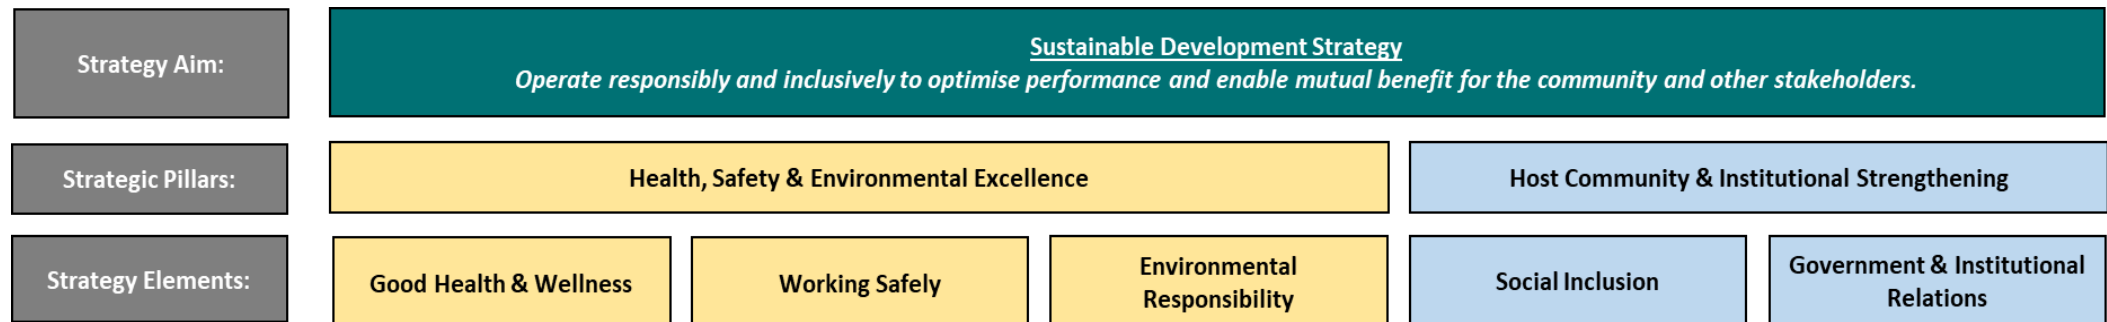 Strategy Aim:
Sustainable Development Strategy
Operate responsibly and inclusively to optimise performance and enable mutual benefit for the community and other stakeholders.
Strategic Pillars:
Health, Safety & Environmental Excellence
Host Community & Institutional Strengthening
Strategy Elements:
Good Health & Wellness
Working Safely
Environmental
Responsibility
Social Inclusion
Government & Institutional
Relations